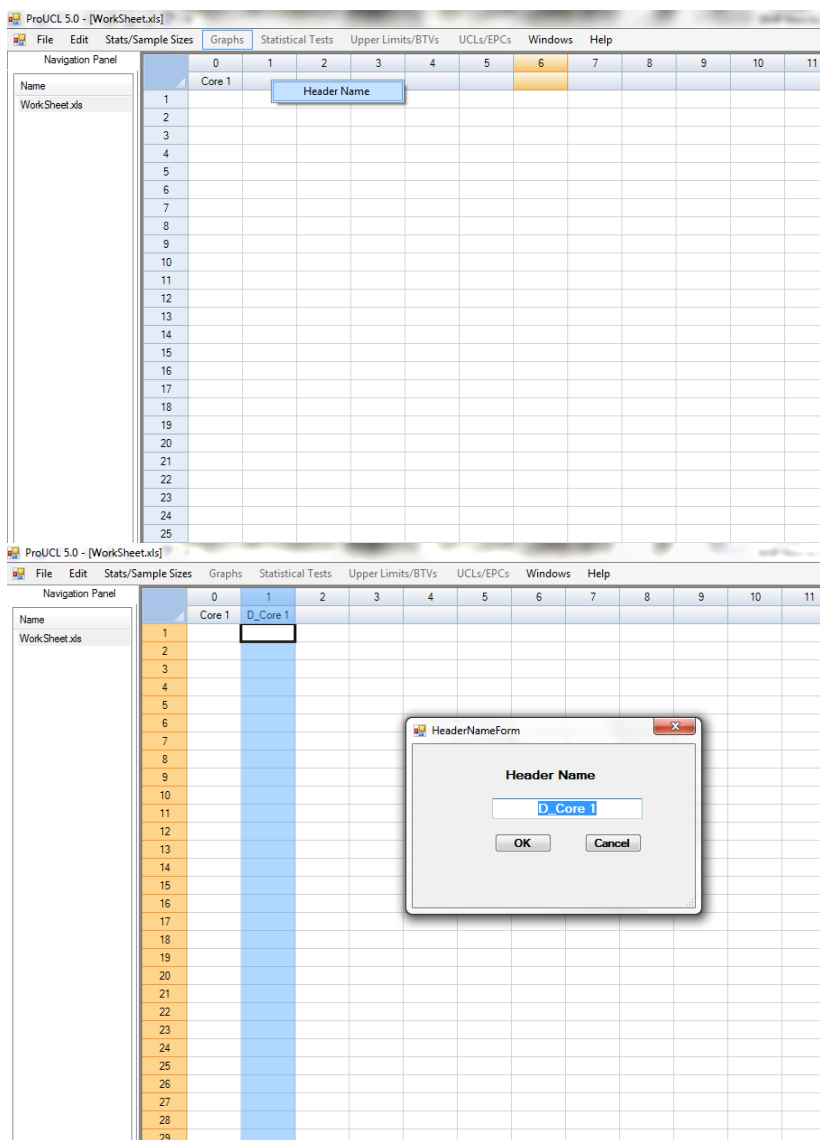 ProUCL 5.0 - [WorkSheet.xls]
File Edit Stats/Sample Sizes Graphs Statistical Tests Upper Limits/BTVs UCLs/EPCs Windows Help
Navigation Panel
0 1 2 3 4 5 6 7 8 9 10 11
Name
Core 1
Header Name
WorkSheet.xls
1
2
3
4
5
6
7
8
9
10
11
12
13
14
15
16
17
18
19
20
21
22
23
24
25
ProUCL 5.0 - [WorkSheet.xls]
File Edit Stats/Sample Sizes Graphs Statistical Tests Upper Limits/BTVs UCLs/EPCs Windows Help
Navigation Panel
0 1 2 3 4 5 6 7 8 9 10 11
Name
Core 1 D_Core 1
WorkSheet.xls
1
2
3
4
5
6
7
8
9
10
11
12
13
14
15
16
17
18
19
20
21
22
23
24
25
26
27
28
29
HeaderNameForm
Header Name
D_Core 1
OK Cancel